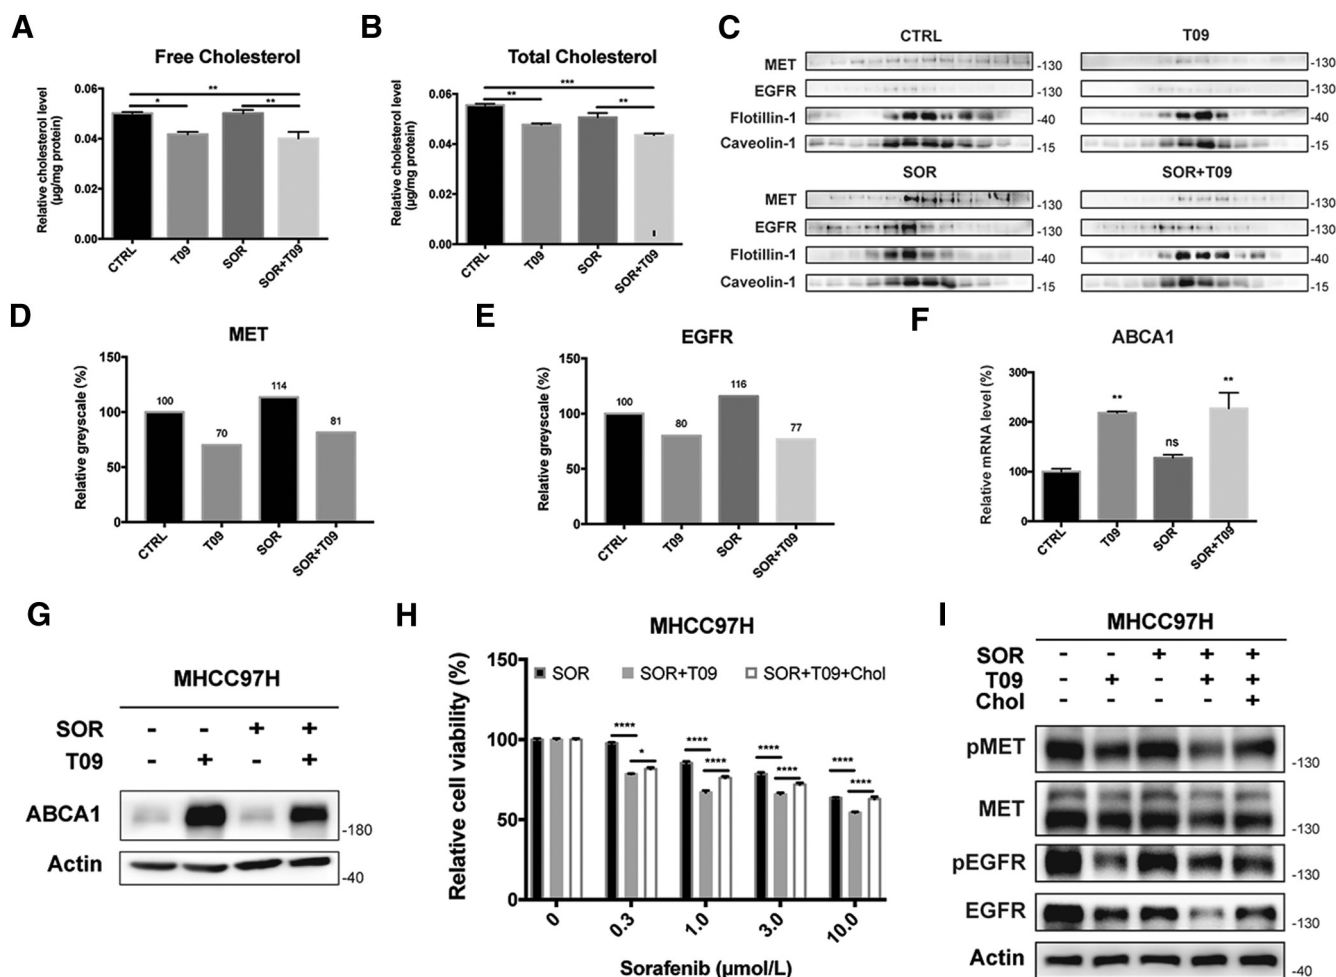 A
Free Cholesterol
Relative cholesterol level
(µg/mg protein)
0.06
0.04
0.02
0.00
**
*
**
CTRL
T09
SOR
SOR+T09
B
Total Cholesterol
Relative cholesterol level
(µg/mg protein)
0.06
0.04
0.02
0.00
***
**
**
CTRL
T09
SOR
SOR+T09
C
CTRL
T09
MET
-130
-130
EGFR
-130
-130
Flotillin-1
-40
-40
Caveolin-1
-15
-15
SOR
SOR+T09
MET
-130
-130
EGFR
-130
-130
Flotillin-1
-40
-40
Caveolin-1
-15
-15
D
MET
Relative greyscale (%)
150
100
50
0
100
70
114
81
CTRL
T09
SOR
SOR+T09
E
EGFR
Relative greyscale (%)
150
100
50
0
100
80
116
77
CTRL
T09
SOR
SOR+T09
F
ABCA1
Relative mRNA level (%)
300
200
100
0
**
ns
**
CTRL
T09
SOR
SOR+T09
G
MHCC97H
SOR - - + +
T09 - + - +
ABCA1
-180
Actin
-40
H
MHCC97H
Relative cell viability (%)
150
100
50
0
SOR SOR+T09 SOR+T09+Chol
**** **** **** ****
* **** **** ****
0 0.3 1.0 3.0 10.0
Sorafenib (µmol/L)
I
MHCC97H
SOR - - + + +
T09 - + - + +
Chol - - - - +
pMET
-130
MET
-130
pEGFR
-130
EGFR
-130
Actin
-40